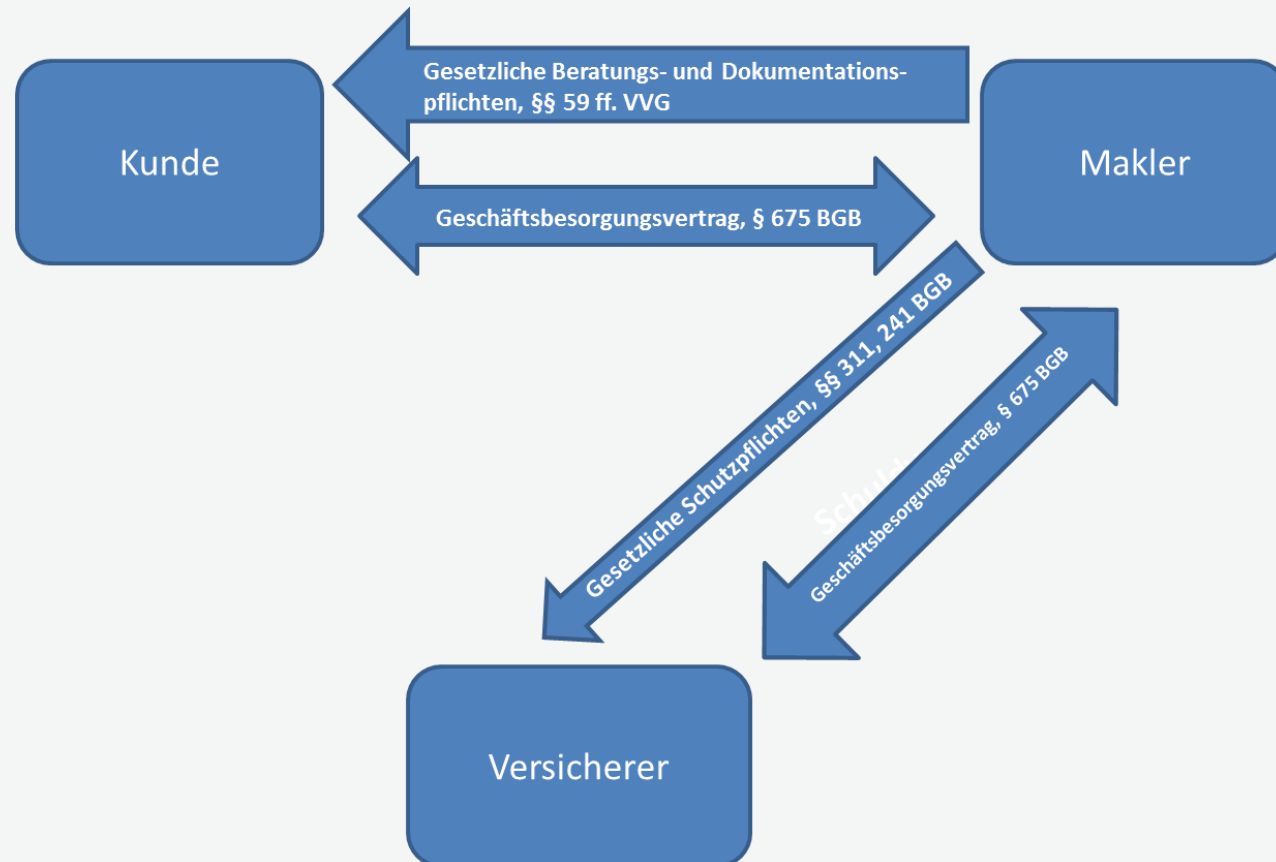 Gesetzliche Beratungs- und Dokumentations-
pflichten, §§ 59 ff. VVG
Kunde
Makler
Geschäftsbesorgungsvertrag, § 675 BGB
Gesetzliche Schutzpflichten, §§ 311, 241 BGB
Geschäftsbesorgungsvertrag, § 675 BGB
Versicherer